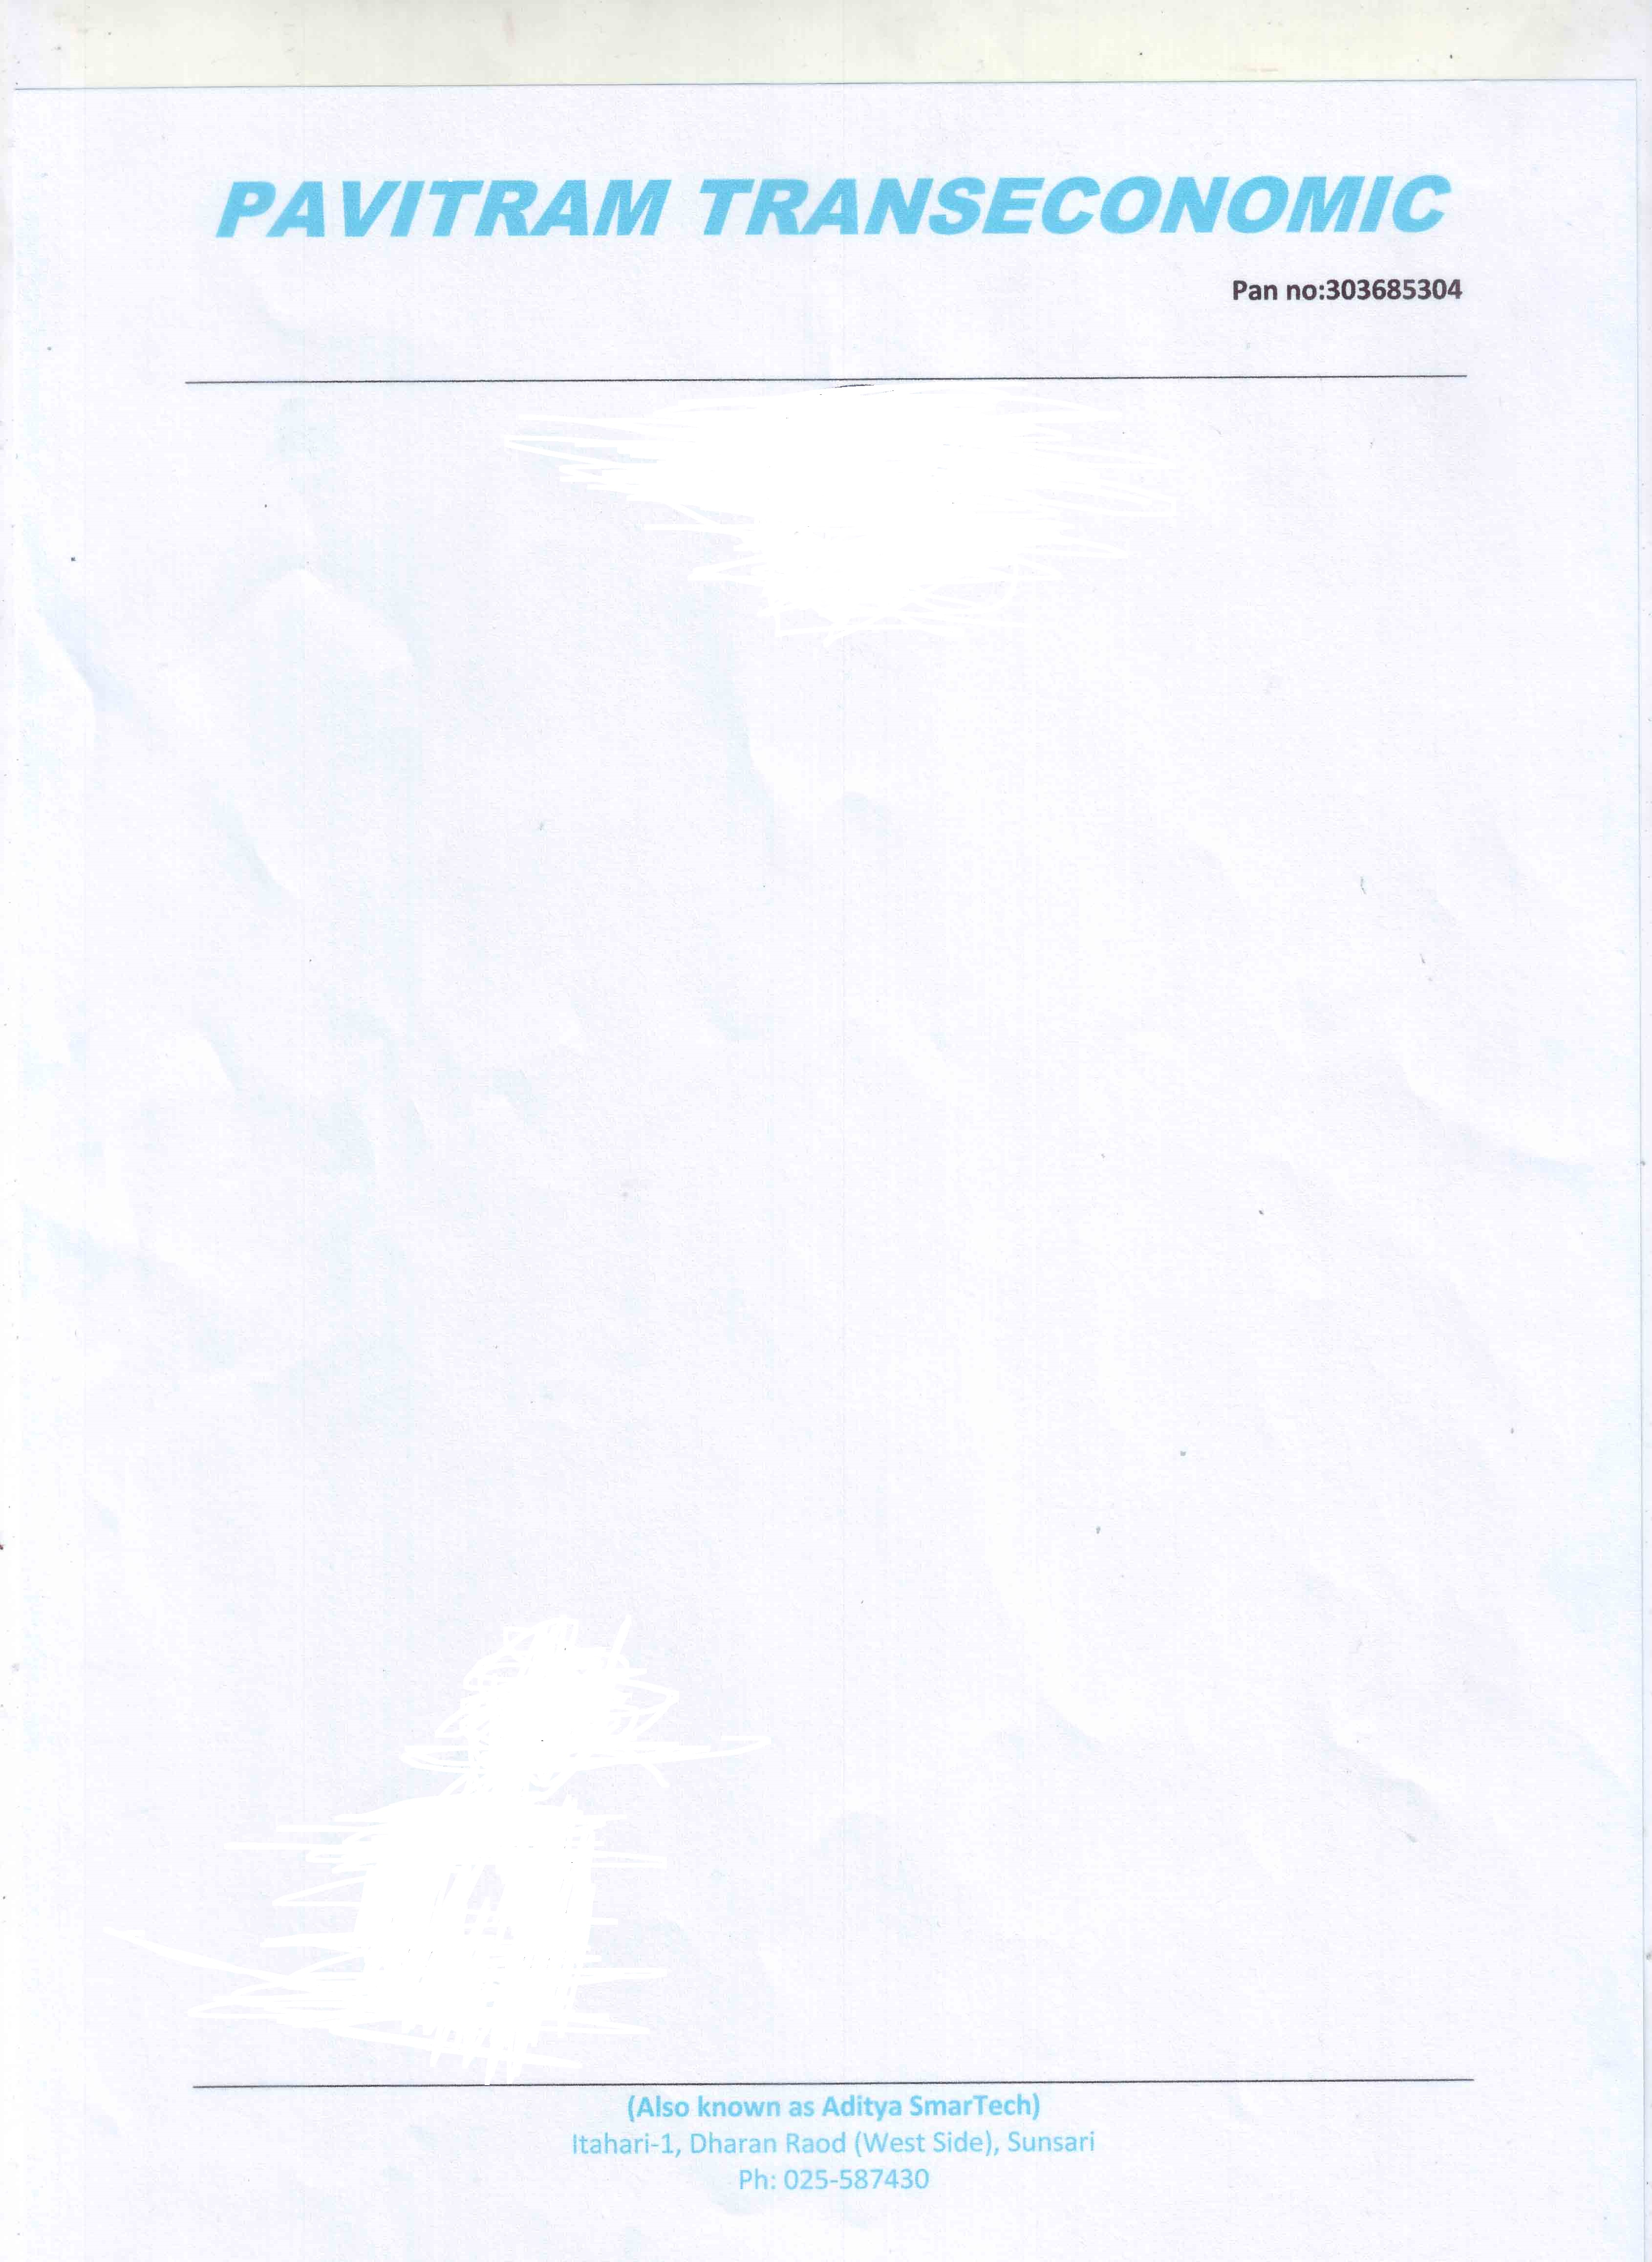 PAVITRAM TRANSECONOMIC
Pan no:303685304
(Also known as Aditya SmarTech)
Itahari-1, Dharan Raod (West Side), Sunsari
Ph: 025-587430